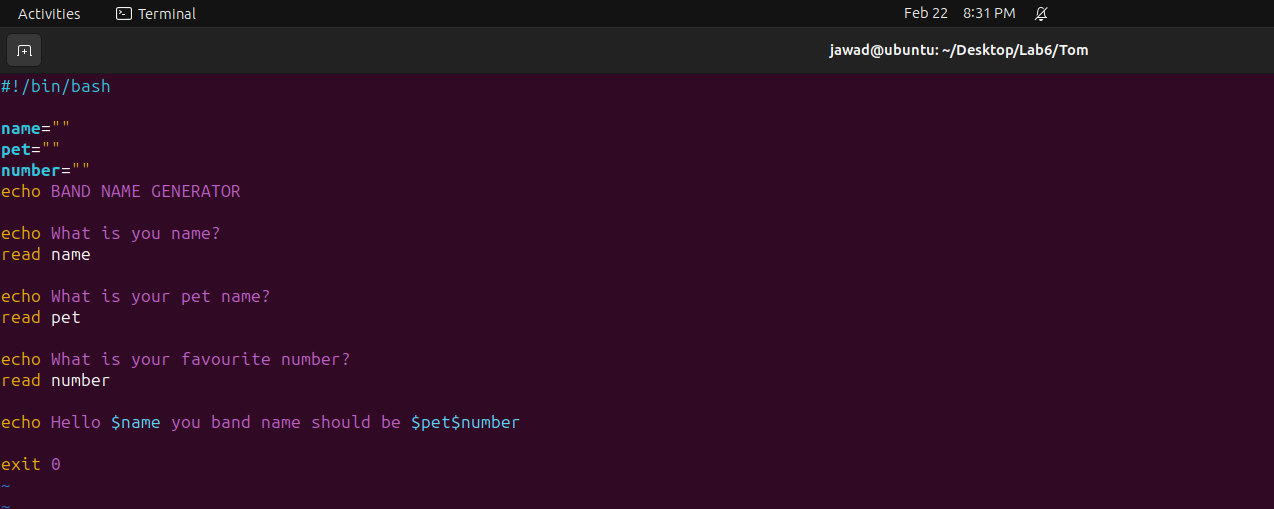 Activities Terminal Feb 22 8:31 PM
jawad@ubuntu: ~/Desktop/Lab6/Tom
#!/bin/bash
name=""
pet=""
number=""
echo BAND NAME GENERATOR
echo What is you name?
read name
echo What is your pet name?
read pet
echo What is your favourite number?
read number
echo Hello $name you band name should be $pet$number
exit 0
~
~